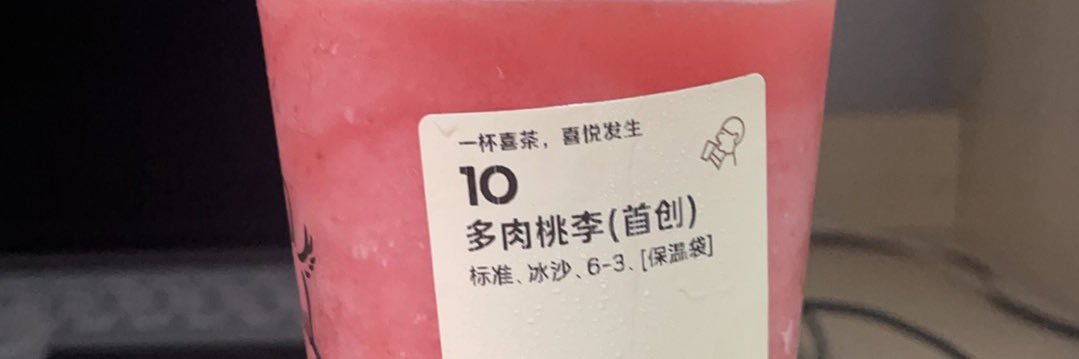 一杯喜茶，喜悦发生
10
多肉桃李(首创)
标准、冰沙、6-3、[保温袋]